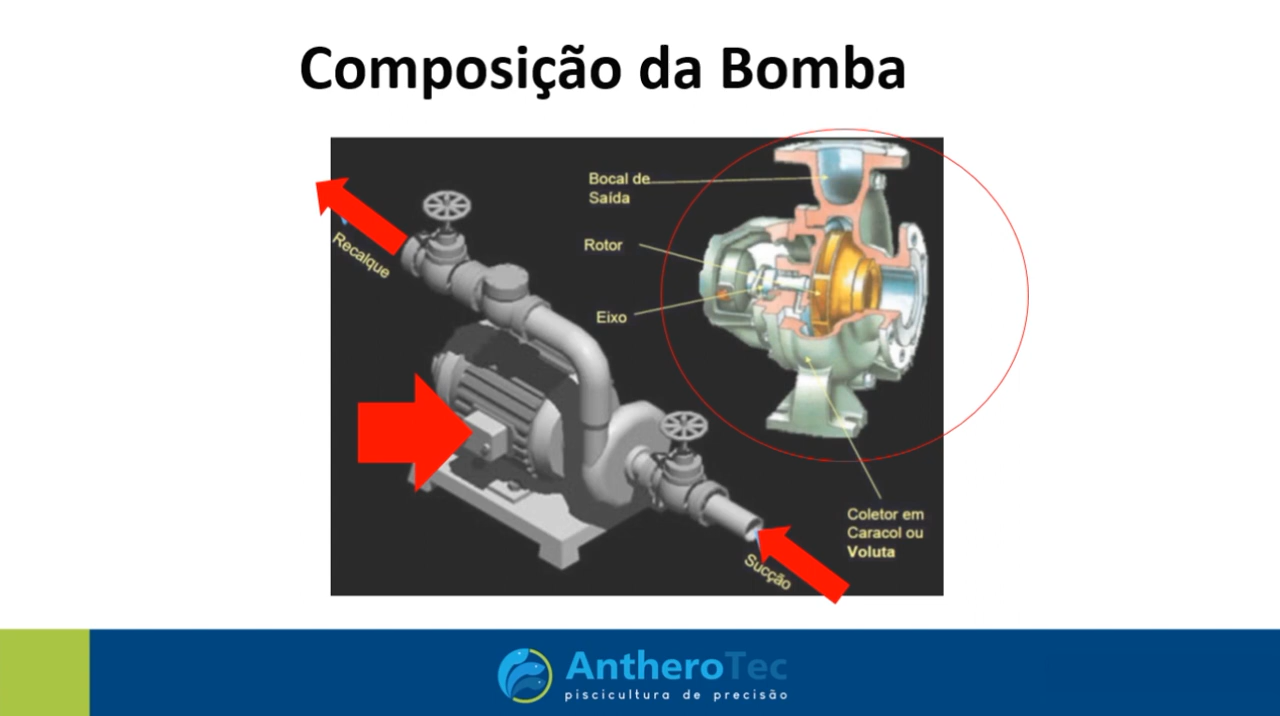 Composição da Bomba
Bocal de
Saída
Recalque
Rotor
Eixo
Coletor em
Caracol ou
Voluta
Sucção
AntheroTec
piscicultura de precisão